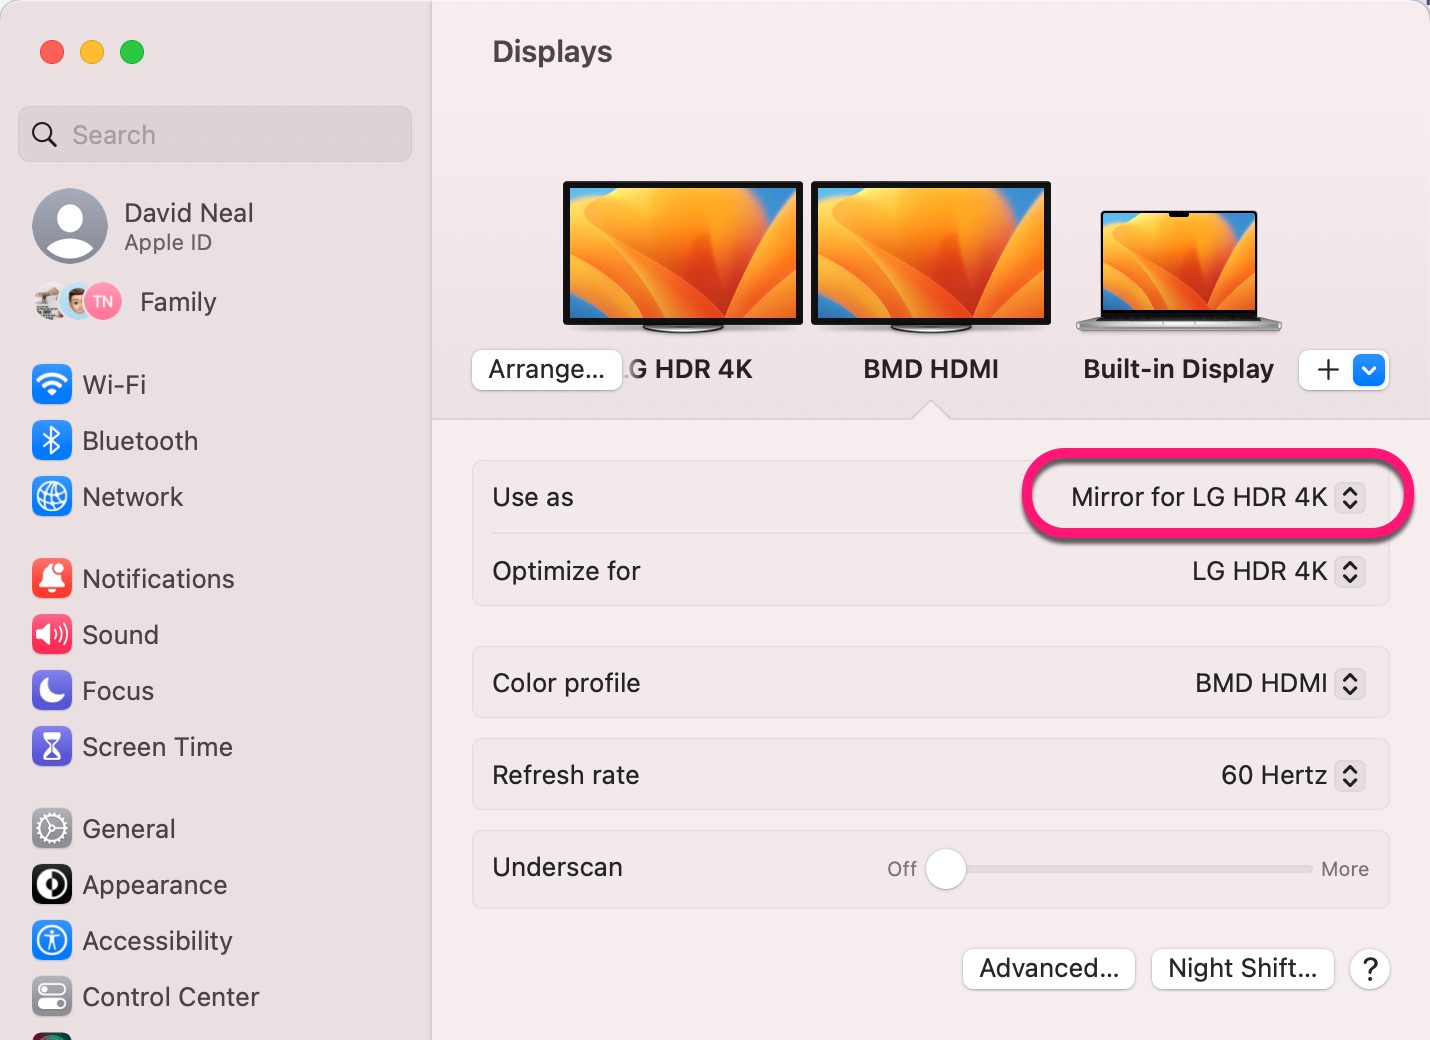 Displays
Search
David Neal
Apple ID
TN
Family
Wi-Fi
Bluetooth
Network
Notifications
Sound
Focus
Screen Time
General
Appearance
Accessibility
Control Center
Arrange...
G HDR 4K
BMD HDMI
Built-in Display
+
Use as
Mirror for LG HDR 4K
Optimize for
LG HDR 4K
Color profile
BMD HDMI
Refresh rate
60 Hertz
Underscan
Off
More
Advanced...
Night Shift...
?